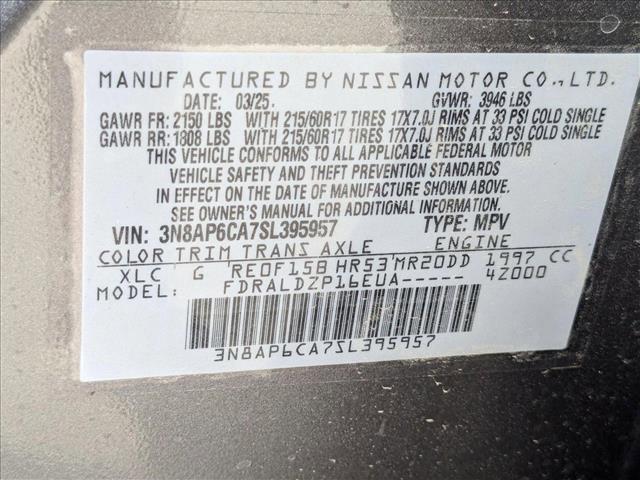 MANUFACTURED BY NISSAN MOTOR CO., LTD.
DATE: 03/25. GVWR: 3946 LBS
GAWR FR: 2150 LBS WITH 215/60R17 TIRES 17X7.0J RIMS AT 33 PSI COLD SINGLE
GAWR RR: 1808 LBS WITH 215/60R17 TIRES 17X7.0J RIMS AT 33 PSI COLD SINGLE
THIS VEHICLE CONFORMS TO ALL APPLICABLE FEDERAL MOTOR
VEHICLE SAFETY AND THEFT PREVENTION STANDARDS
IN EFFECT ON THE DATE OF MANUFACTURE SHOWN ABOVE.
SEE OWNER'S MANUAL FOR MORE INFORMATION.
VIN: 3N8AP6CA7SL395957 TYPE: MPV
COLOR TRIM TRANS AXLE ENGINE
XLC G RE0F15B HR53 MR20DD 1997 CC
MODEL: FDRALDZP16EUA----- 4Z000
3N8AP6CA7SL395957